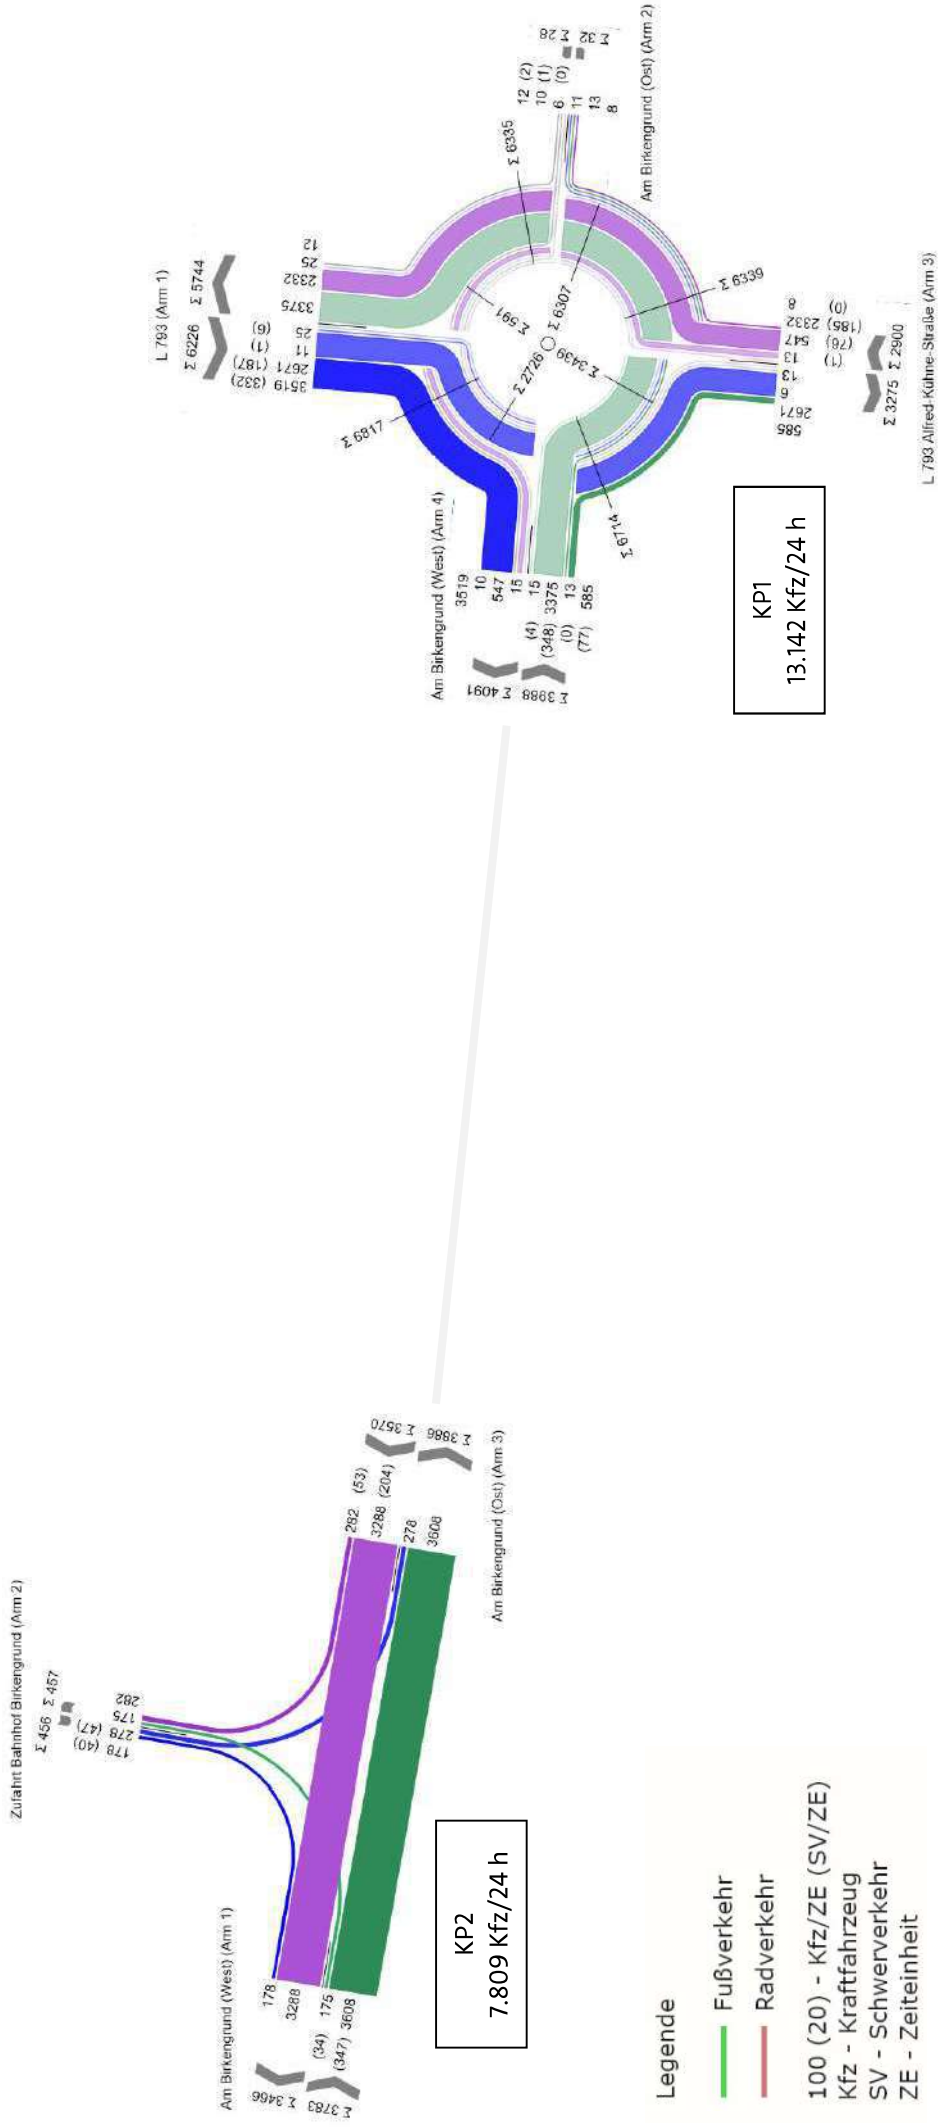 Zufahrt Bahnhof Birkengrund (Arm 2)
Σ 456 Σ 457
178 (40)
278 (47)
175
282
Am Birkengrund (West) (Arm 1)
178
3288
(34) 175
(347) 3608
Σ 3466
Σ 3783
282 (53)
3288 (204)
278
3608
Σ 3570
Σ 3886
Am Birkengrund (Ost) (Arm 3)
KP2
7.809 Kfz/24 h
L 793 (Arm 1)
Σ 6226 Σ 5744
3519 (332)
2671 (187)
11 (1)
25 (6)
3375
2332
25
12
Am Birkengrund (West) (Arm 4)
3519
10
547
15
(4) 15
(348) 3375
(0) 13
(77) 585
Σ 4091
Σ 3988
Σ 6817
Σ 2726
Σ 591
Σ 6335
Σ 6307
Σ 6339
Σ 3439
Σ 6714
12 (2)
10 (1)
6 (0)
11
13
8
Σ 28
Σ 32
Am Birkengrund (Ost) (Arm 2)
585
2671
6
13
13 (1)
547 (76)
2332 (185)
8 (0)
Σ 3275 Σ 2900
L 793 Alfred-Kühne-Straße (Arm 3)
KP1
13.142 Kfz/24 h
Legende
Fußverkehr
Radverkehr
100 (20) - Kfz/ZE (SV/ZE)
Kfz - Kraftfahrzeug
SV - Schwerverkehr
ZE - Zeiteinheit